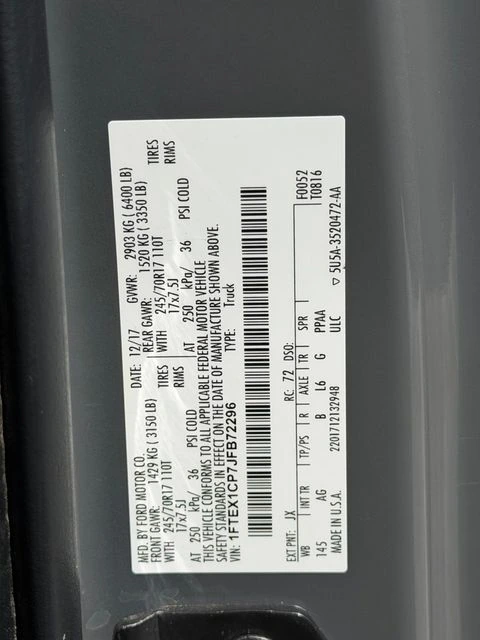 MFD. BY FORD MOTOR CO.
DATE: 12/17 GVWR: 2903 KG ( 6400 LB)
FRONT GAWR: 1429 KG ( 3150 LB) REAR GAWR: 1520 KG ( 3350 LB)
WITH 245/70R17 110T TIRES WITH 245/70R17 110T TIRES
17x7.5J RIMS 17x7.5J RIMS
AT 250 kPa/ 36 PSI COLD AT 250 kPa/ 36 PSI COLD
THIS VEHICLE CONFORMS TO ALL APPLICABLE FEDERAL MOTOR VEHICLE
SAFETY STANDARDS IN EFFECT ON THE DATE OF MANUFACTURE SHOWN ABOVE.
VIN: 1FTEX1CP7JFB72296
TYPE: Truck
F0052
T0816
EXT PNT: JX RC: 72 DSO:
WB INT TR TP/PS R AXLE TR SPR
145 AG B L6 G PPAA
ULC
MADE IN U.S.A. 2201712132948
▽ 5U5A-3520472-AA